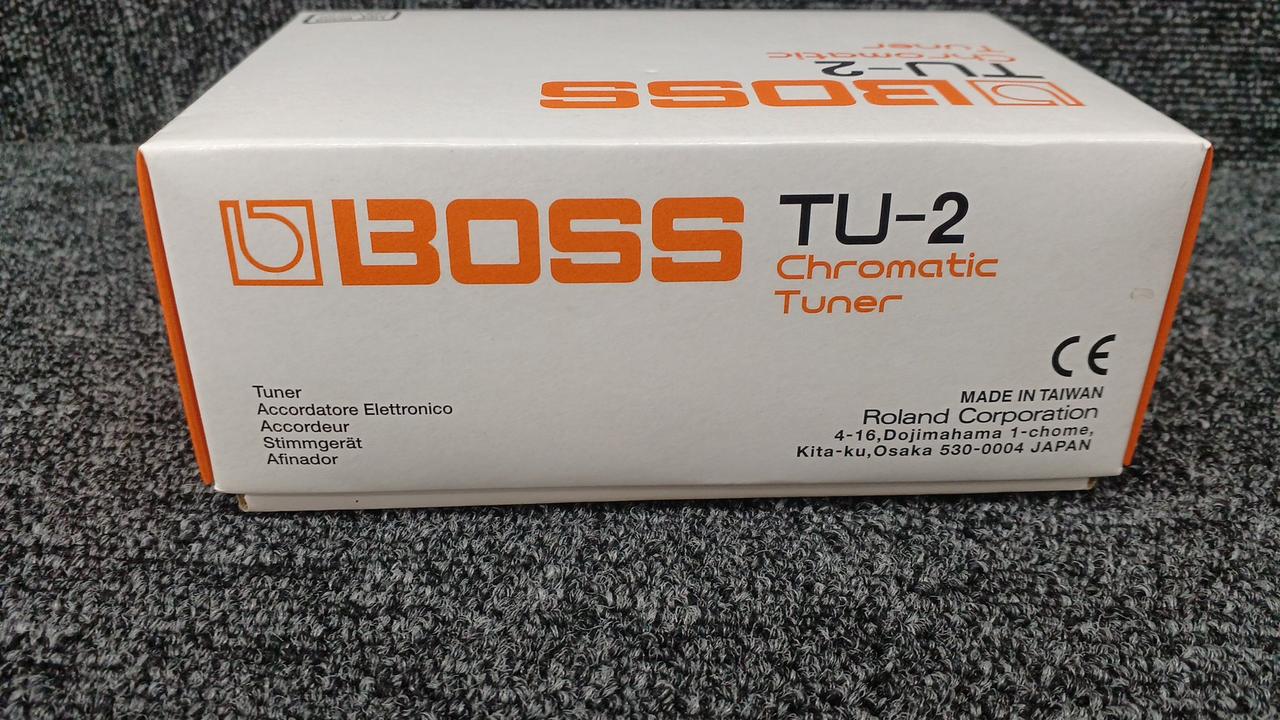 BOSS
TU-2
Chromatic
Tuner
BOSS
TU-2
Chromatic
Tuner
Tuner
Accordatore Elettronico
Accordeur
Stimmgerät
Afinador
CE
MADE IN TAIWAN
Roland Corporation
4-16,Dojimahama 1-chome,
Kita-ku,Osaka 530-0004 JAPAN